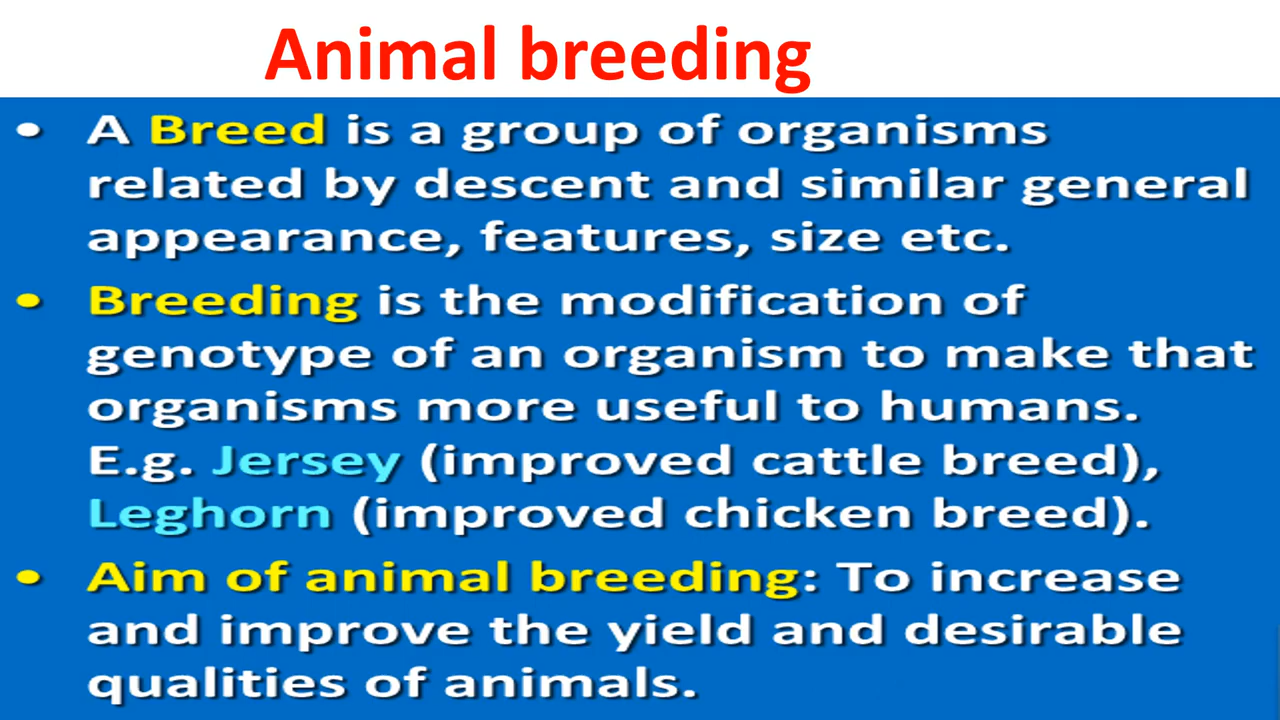 Animal breeding
• A Breed is a group of organisms
related by descent and similar general
appearance, features, size etc.
• Breeding is the modification of
genotype of an organism to make that
organisms more useful to humans.
E.g. Jersey (improved cattle breed),
Leghorn (improved chicken breed).
• Aim of animal breeding: To increase
and improve the yield and desirable
qualities of animals.